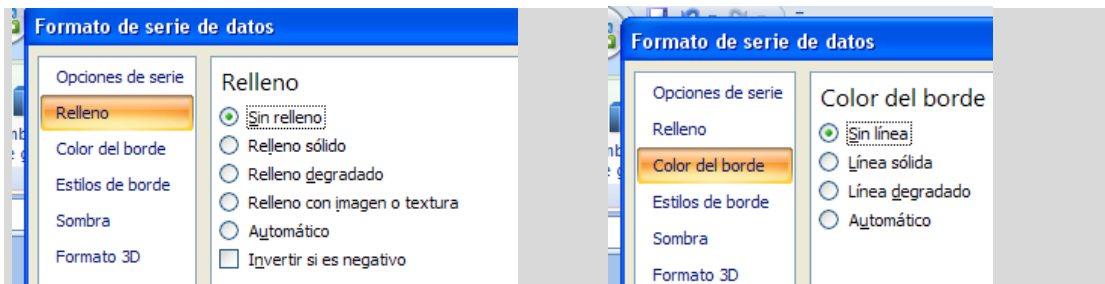 Formato de serie de datos
Opciones de serie
Relleno
Color del borde
Estilos de borde
Sombra
Formato 3D
Relleno
Sin relleno
Relleno sólido
Relleno degradado
Relleno con imagen o textura
Automático
Invertir si es negativo
Formato de serie de datos
Opciones de serie
Relleno
Color del borde
Estilos de borde
Sombra
Formato 3D
Color del borde
Sin línea
Línea sólida
Línea degradado
Automático